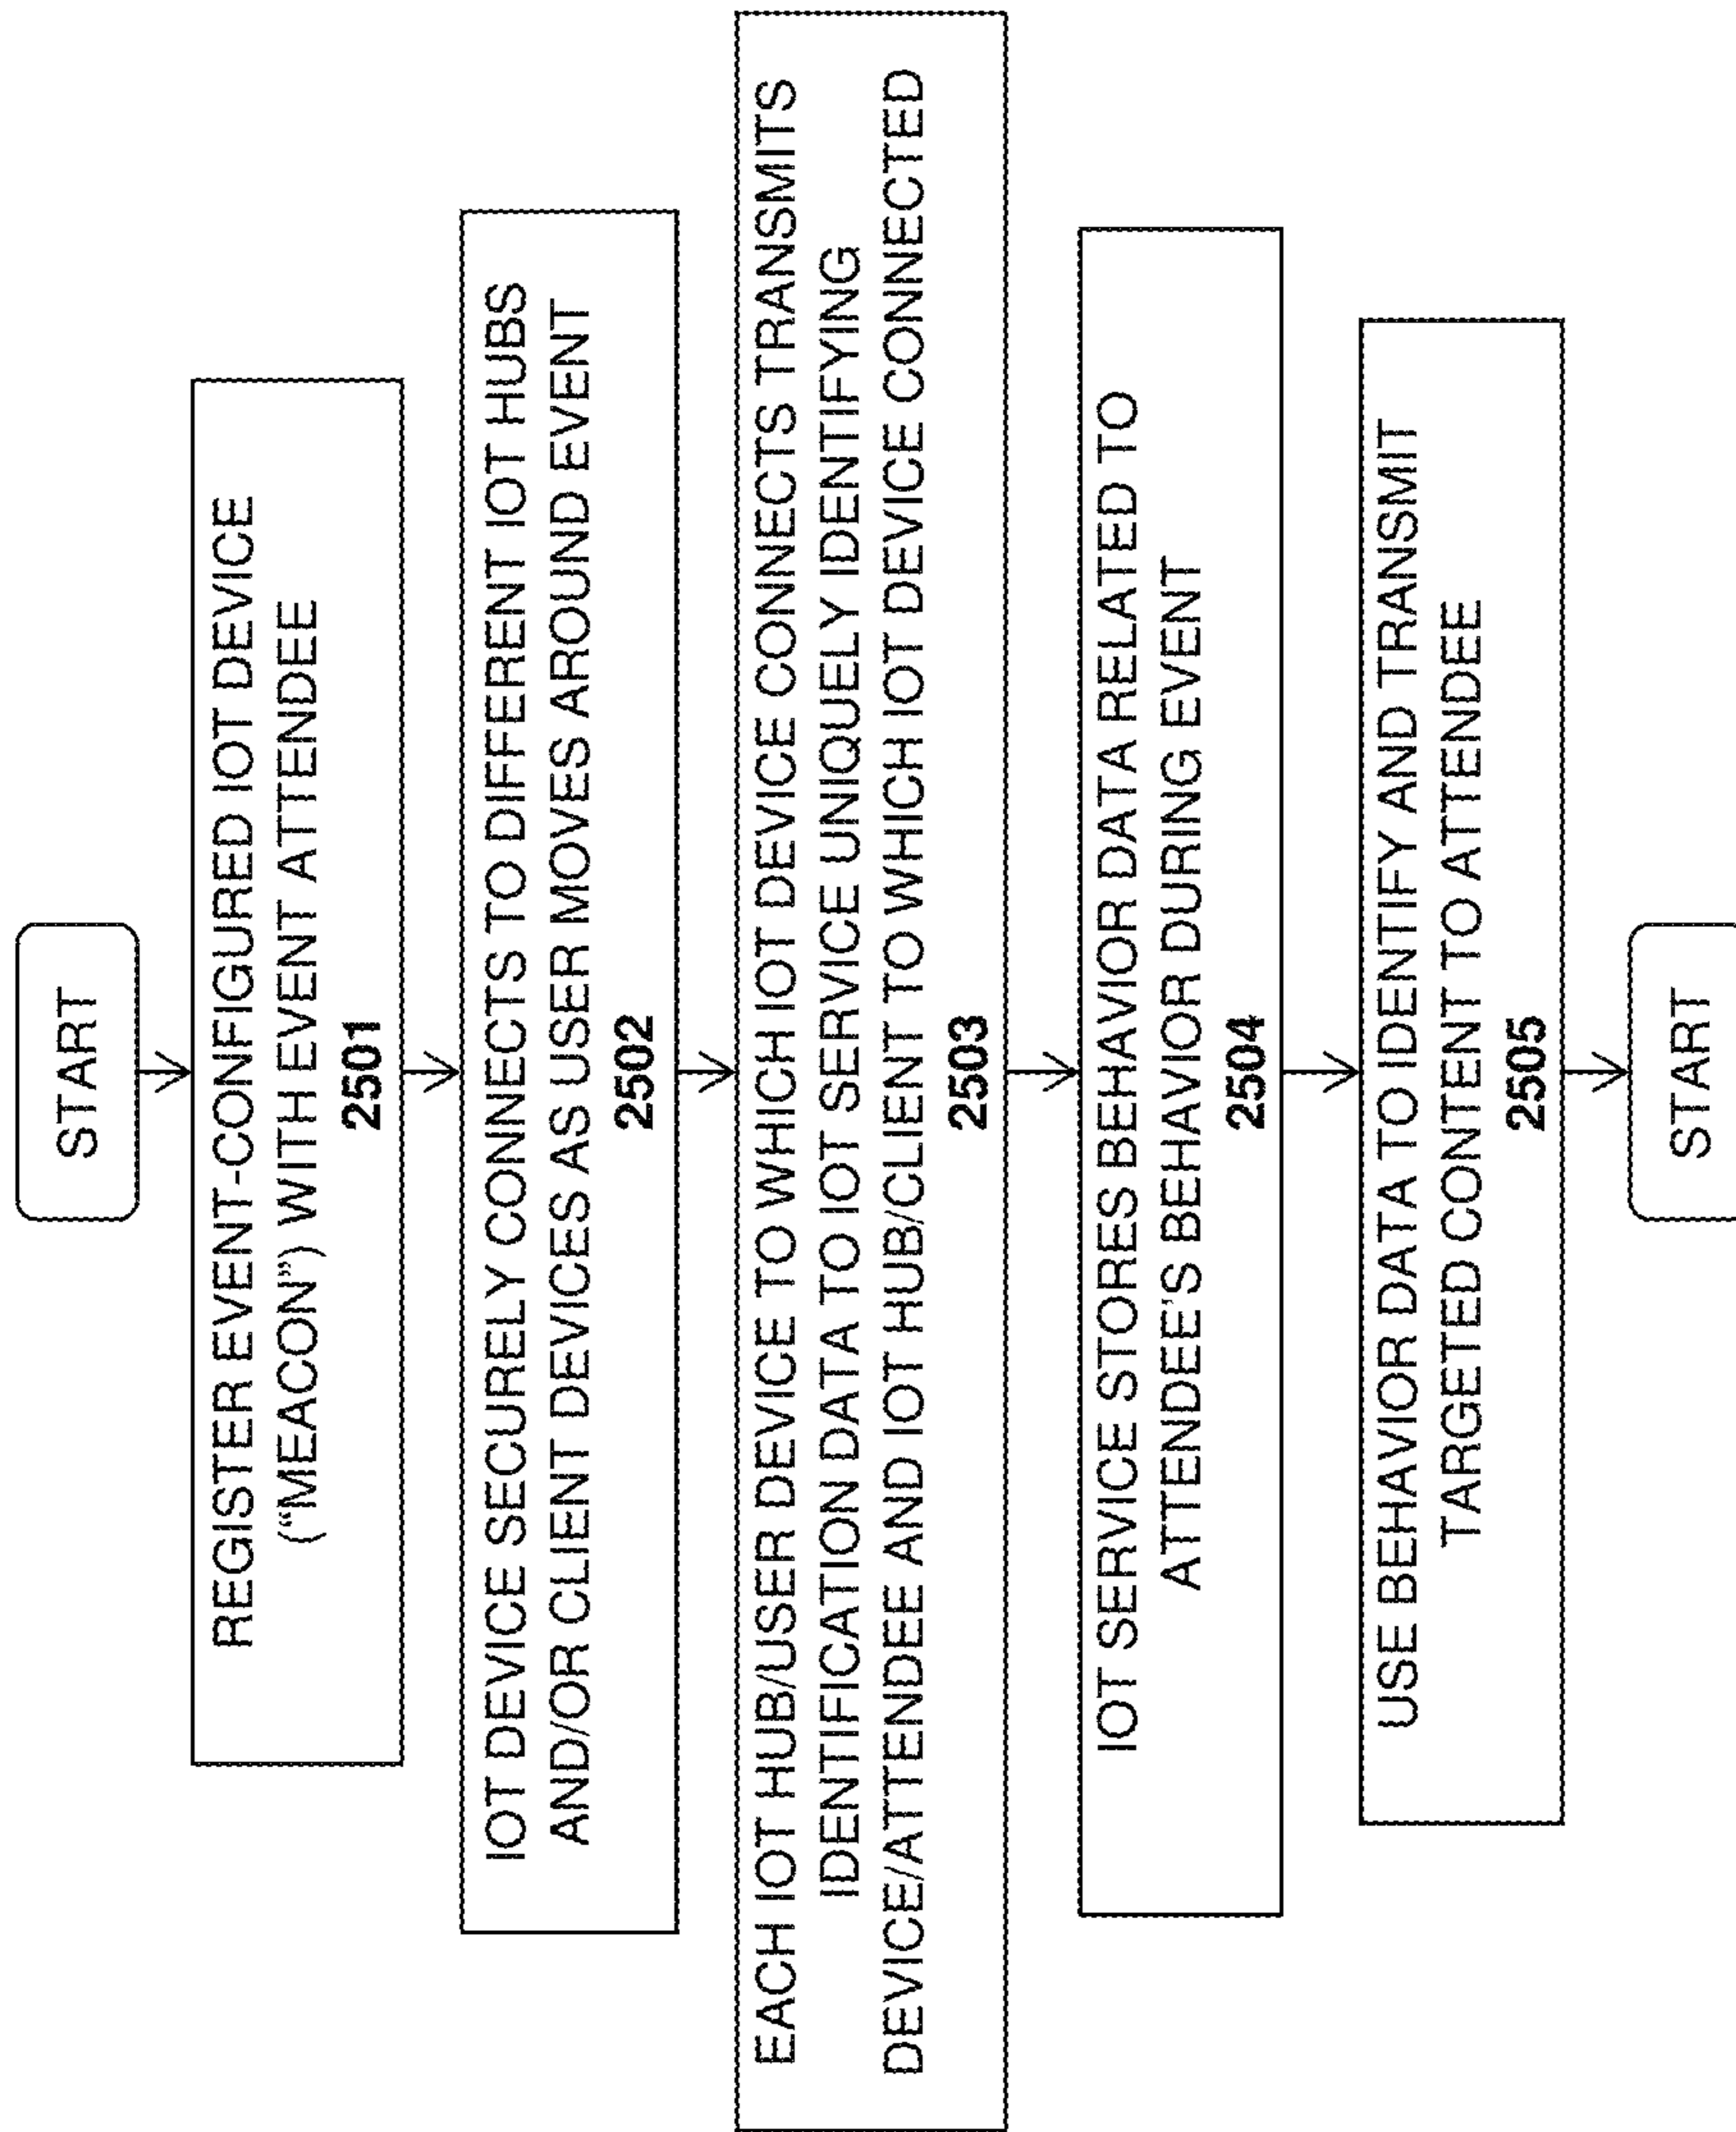 START
REGISTER EVENT-CONFIGURED IOT DEVICE
(“MEACON”) WITH EVENT ATTENDEE
2501
IOT DEVICE SECURELY CONNECTS TO DIFFERENT IOT HUBS
AND/OR CLIENT DEVICES AS USER MOVES AROUND EVENT
2502
EACH IOT HUB/USER DEVICE TO WHICH IOT DEVICE CONNECTS TRANSMITS
IDENTIFICATION DATA TO IOT SERVICE UNIQUELY IDENTIFYING
DEVICE/ATTENDEE AND IOT HUB/CLIENT TO WHICH IOT DEVICE CONNECTED
2503
IOT SERVICE STORES BEHAVIOR DATA RELATED TO
ATTENDEE'S BEHAVIOR DURING EVENT
2504
USE BEHAVIOR DATA TO IDENTIFY AND TRANSMIT
TARGETED CONTENT TO ATTENDEE
2505
START